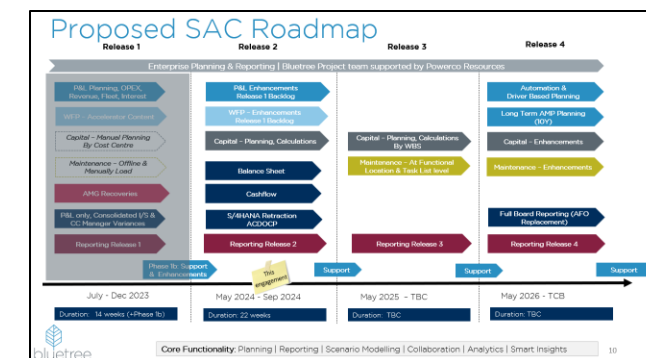 Proposed SAC Roadmap
Release 1
Release 2
Release 3
Release 4
Enterprise Planning & Reporting | Bluetree Project team supported by Powerco Resources
P&L Planning, OPEX,
Revenue, Fleet, Interest
WFP – Accelerator Content
Capital – Manual Planning
By Cost Centre
Maintenance – Offline &
Manually Load
AMG Recoveries
P&L only, Consolidated I/S &
CC Manager Variances
Reporting Release 1
Phase 1b: Support
& Enhancements
P&L Enhancements
Release 1 Backlog
WFP – Enhancements
Release 1 Backlog
Capital – Planning, Calculations
Balance Sheet
Cashflow
S/4HANA Retraction
ACDOCP
Reporting Release 2
This
engagement
Support
Capital – Planning, Calculations
By WBS
Maintenance – At Functional
Location & Task List level
Reporting Release 3
Support
Automation &
Driver Based Planning
Long Term AMP Planning
(10Y)
Capital – Enhancements
Maintenance – Enhancements
Full Board Reporting (AFO
Replacement)
Reporting Release 4
Support
July - Dec 2023
May 2024 - Sep 2024
May 2025 – TBC
May 2026 - TCB
Duration: 14 weeks (+Phase 1b)
Duration: 22 weeks
Duration: TBC
Duration: TBC
bluetree
Core Functionality: Planning | Reporting | Scenario Modelling | Collaboration | Analytics | Smart Insights
10